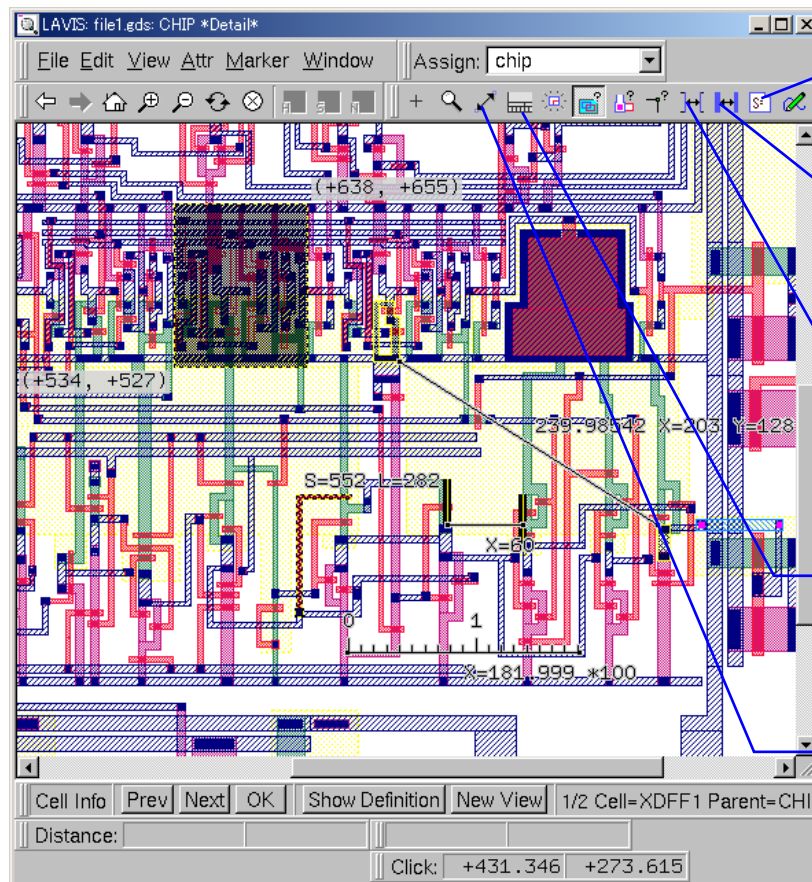 LAVIS: file1.gds: CHIP *Detail*
File Edit View Attr Marker Window Assign: chip
(+638, +655)
(+534, +527)
239.98542 X=203 Y=128
S=552 L=282
X=60
0 1
X=181.999 *100
Cell Info Prev Next OK Show Definition New View 1/2 Cell=XDFF1 Parent=CHI
Distance:
Click: +431.346 +273.615